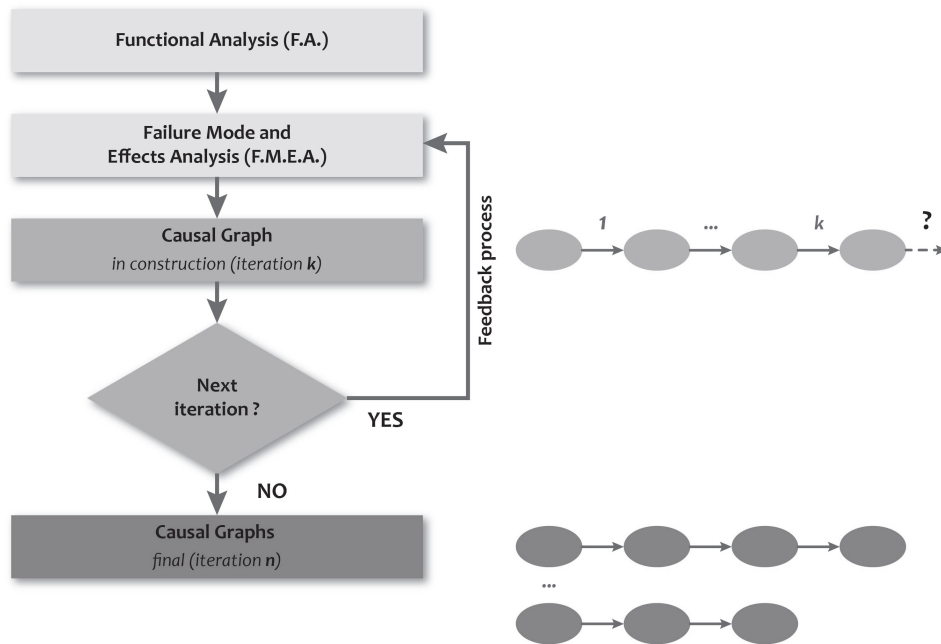 Functional Analysis (F.A.)
Failure Mode and
Effects Analysis (F.M.E.A.)
Causal Graph
in construction (iteration k)
Next
iteration ?
YES
NO
Causal Graphs
final (iteration n)
Feedback process
1
...
k
?
...